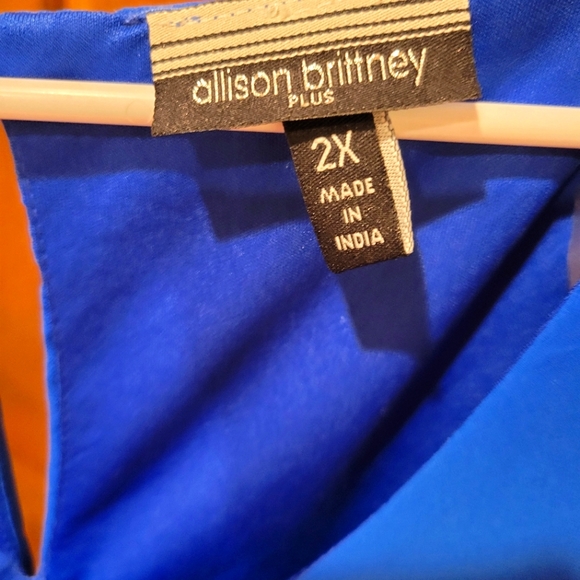 allison brittney
PLUS
2X
MADE
IN
INDIA